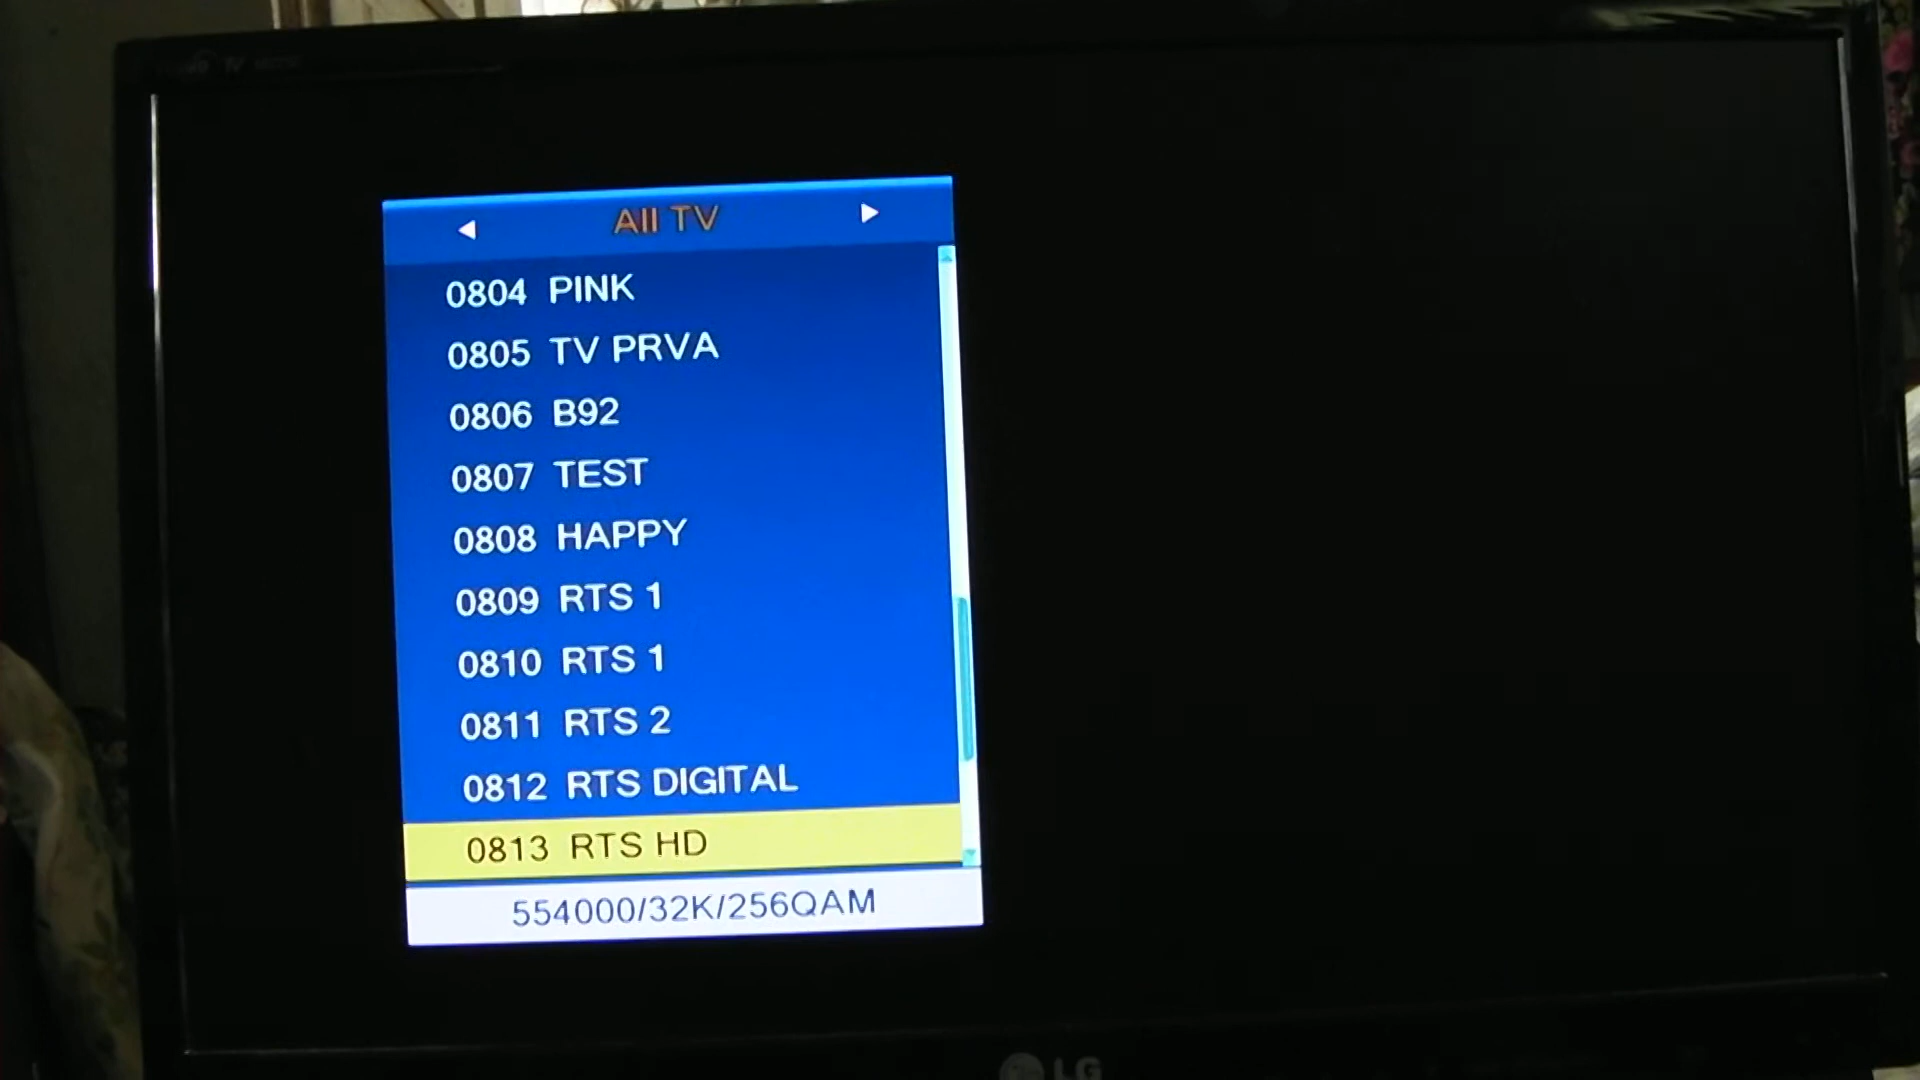 All TV
0804 PINK
0805 TV PRVA
0806 B92
0807 TEST
0808 HAPPY
0809 RTS 1
0810 RTS 1
0811 RTS 2
0812 RTS DIGITAL
0813 RTS HD
554000/32K/256QAM
LG